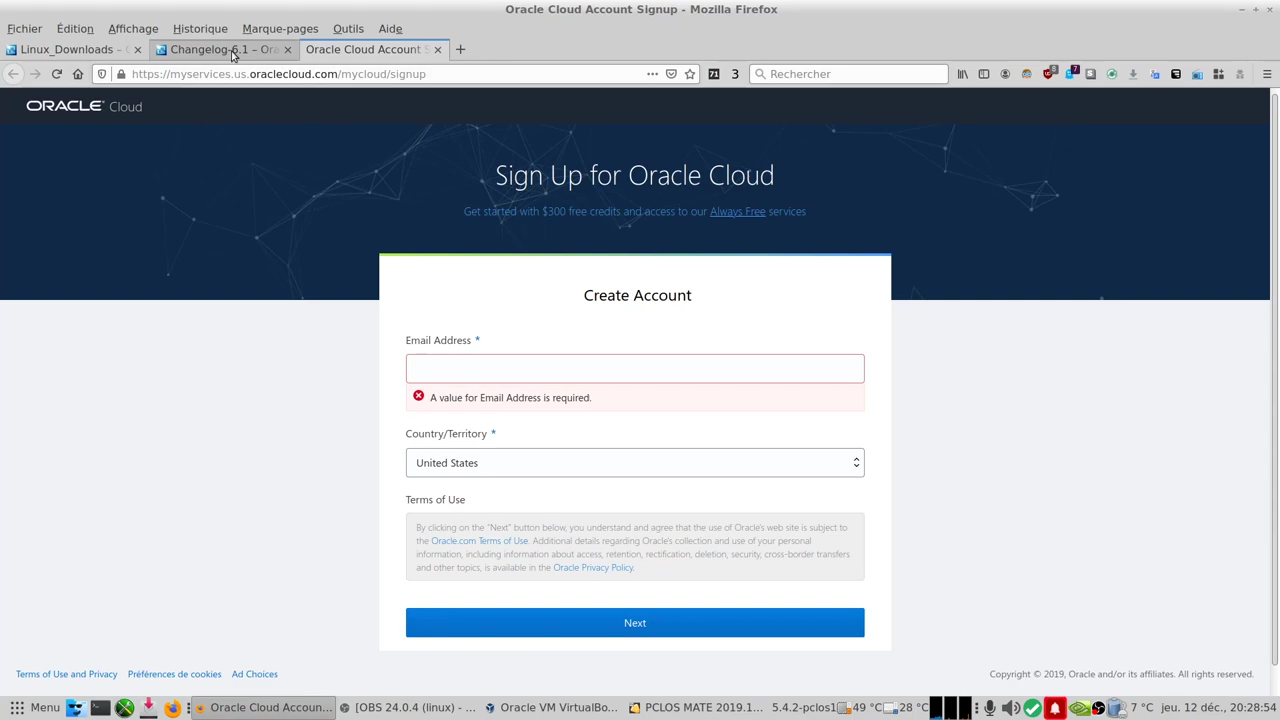 Oracle Cloud Account Signup - Mozilla Firefox
Fichier Édition Affichage Historique Marque-pages Outils Aide
Linux_Downloads – Changelog-6.1 – Ora Oracle Cloud Account S
https://myservices.us.oraclecloud.com/mycloud/signup 71 3 Rechercher 8 7
ORACLE Cloud
Sign Up for Oracle Cloud
Get started with $300 free credits and access to our Always Free services
Create Account
Email Address *
A value for Email Address is required.
Country/Territory *
United States
Terms of Use
By clicking on the "Next" button below, you understand and agree that the use of Oracle's web site is subject to
the Oracle.com Terms of Use. Additional details regarding Oracle's collection and use of your personal
information, including information about access, retention, rectification, deletion, security, cross-border transfers
and other topics, is available in the Oracle Privacy Policy.
Next
Terms of Use and Privacy Préférences de cookies Ad Choices Copyright © 2019, Oracle and/or its affiliates. All rights reserved.
Menu Oracle Cloud Accoun... [OBS 24.0.4 (linux) - ... Oracle VM VirtualBo... PCLOS MATE 2019.1... 5.4.2-pclos1 49 °C 28 °C 7 °C jeu. 12 déc., 20:28:54